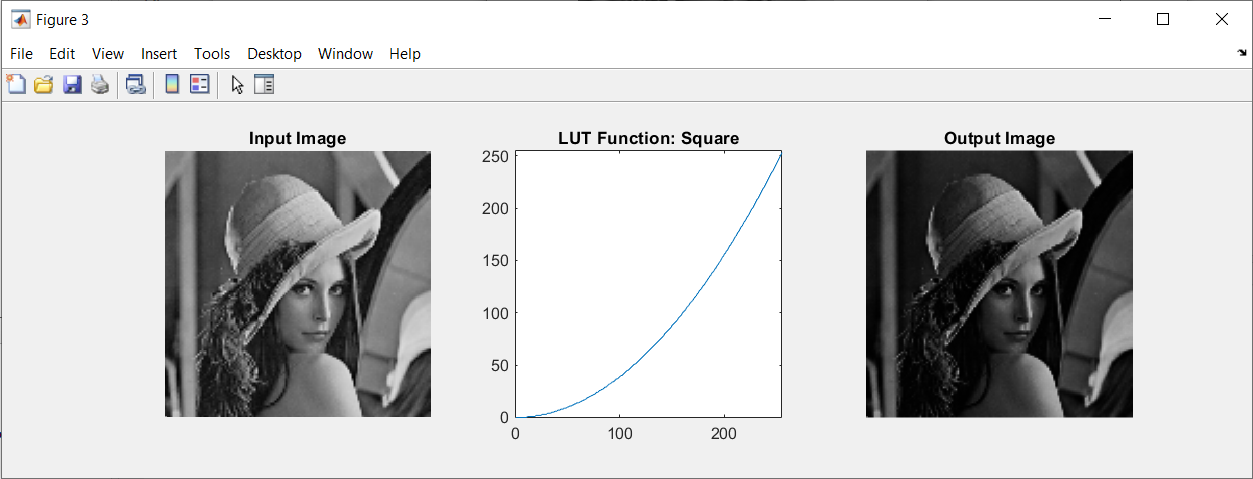 Figure 3
File Edit View Insert Tools Desktop Window Help
Input Image
LUT Function: Square
Output Image
250
200
150
100
50
0
0 100 200